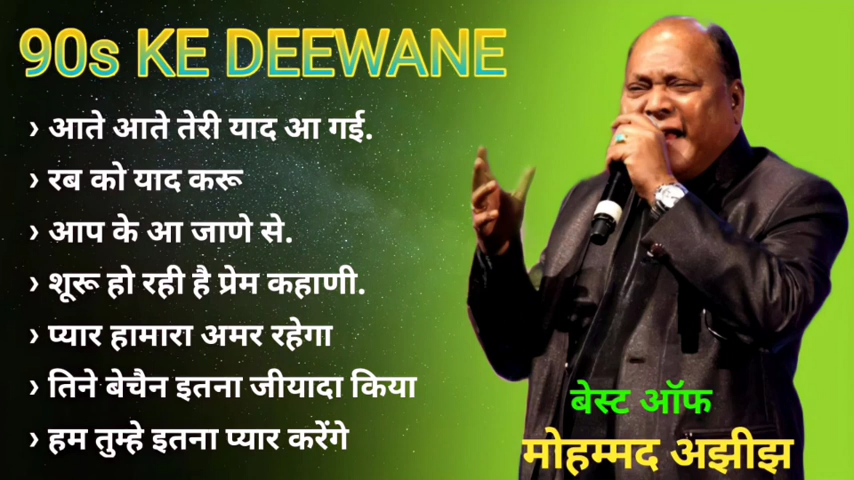 90s KE DEEWANE
› आते आते तेरी याद आ गई.
› रब को याद करू
› आप के आ जाणे से.
› शूरू हो रही है प्रेम कहाणी.
› प्यार हामारा अमर रहेगा
› तिने बेचैन इतना जीयादा किया
› हम तुम्हे इतना प्यार करेंगे
बेस्ट ऑफ
मोहम्मद अझीझ